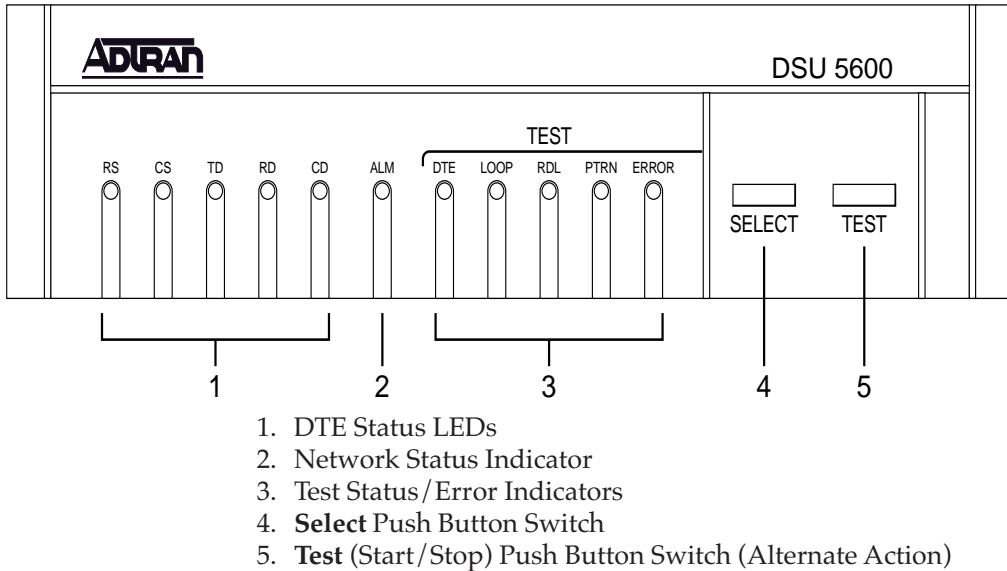 ADTRAN
DSU 5600
TEST
RS CS TD RD CD ALM DTE LOOP RDL PTRN ERROR
SELECT TEST
1 2 3 4 5
1. DTE Status LEDs
2. Network Status Indicator
3. Test Status/Error Indicators
4. Select Push Button Switch
5. Test (Start/Stop) Push Button Switch (Alternate Action)